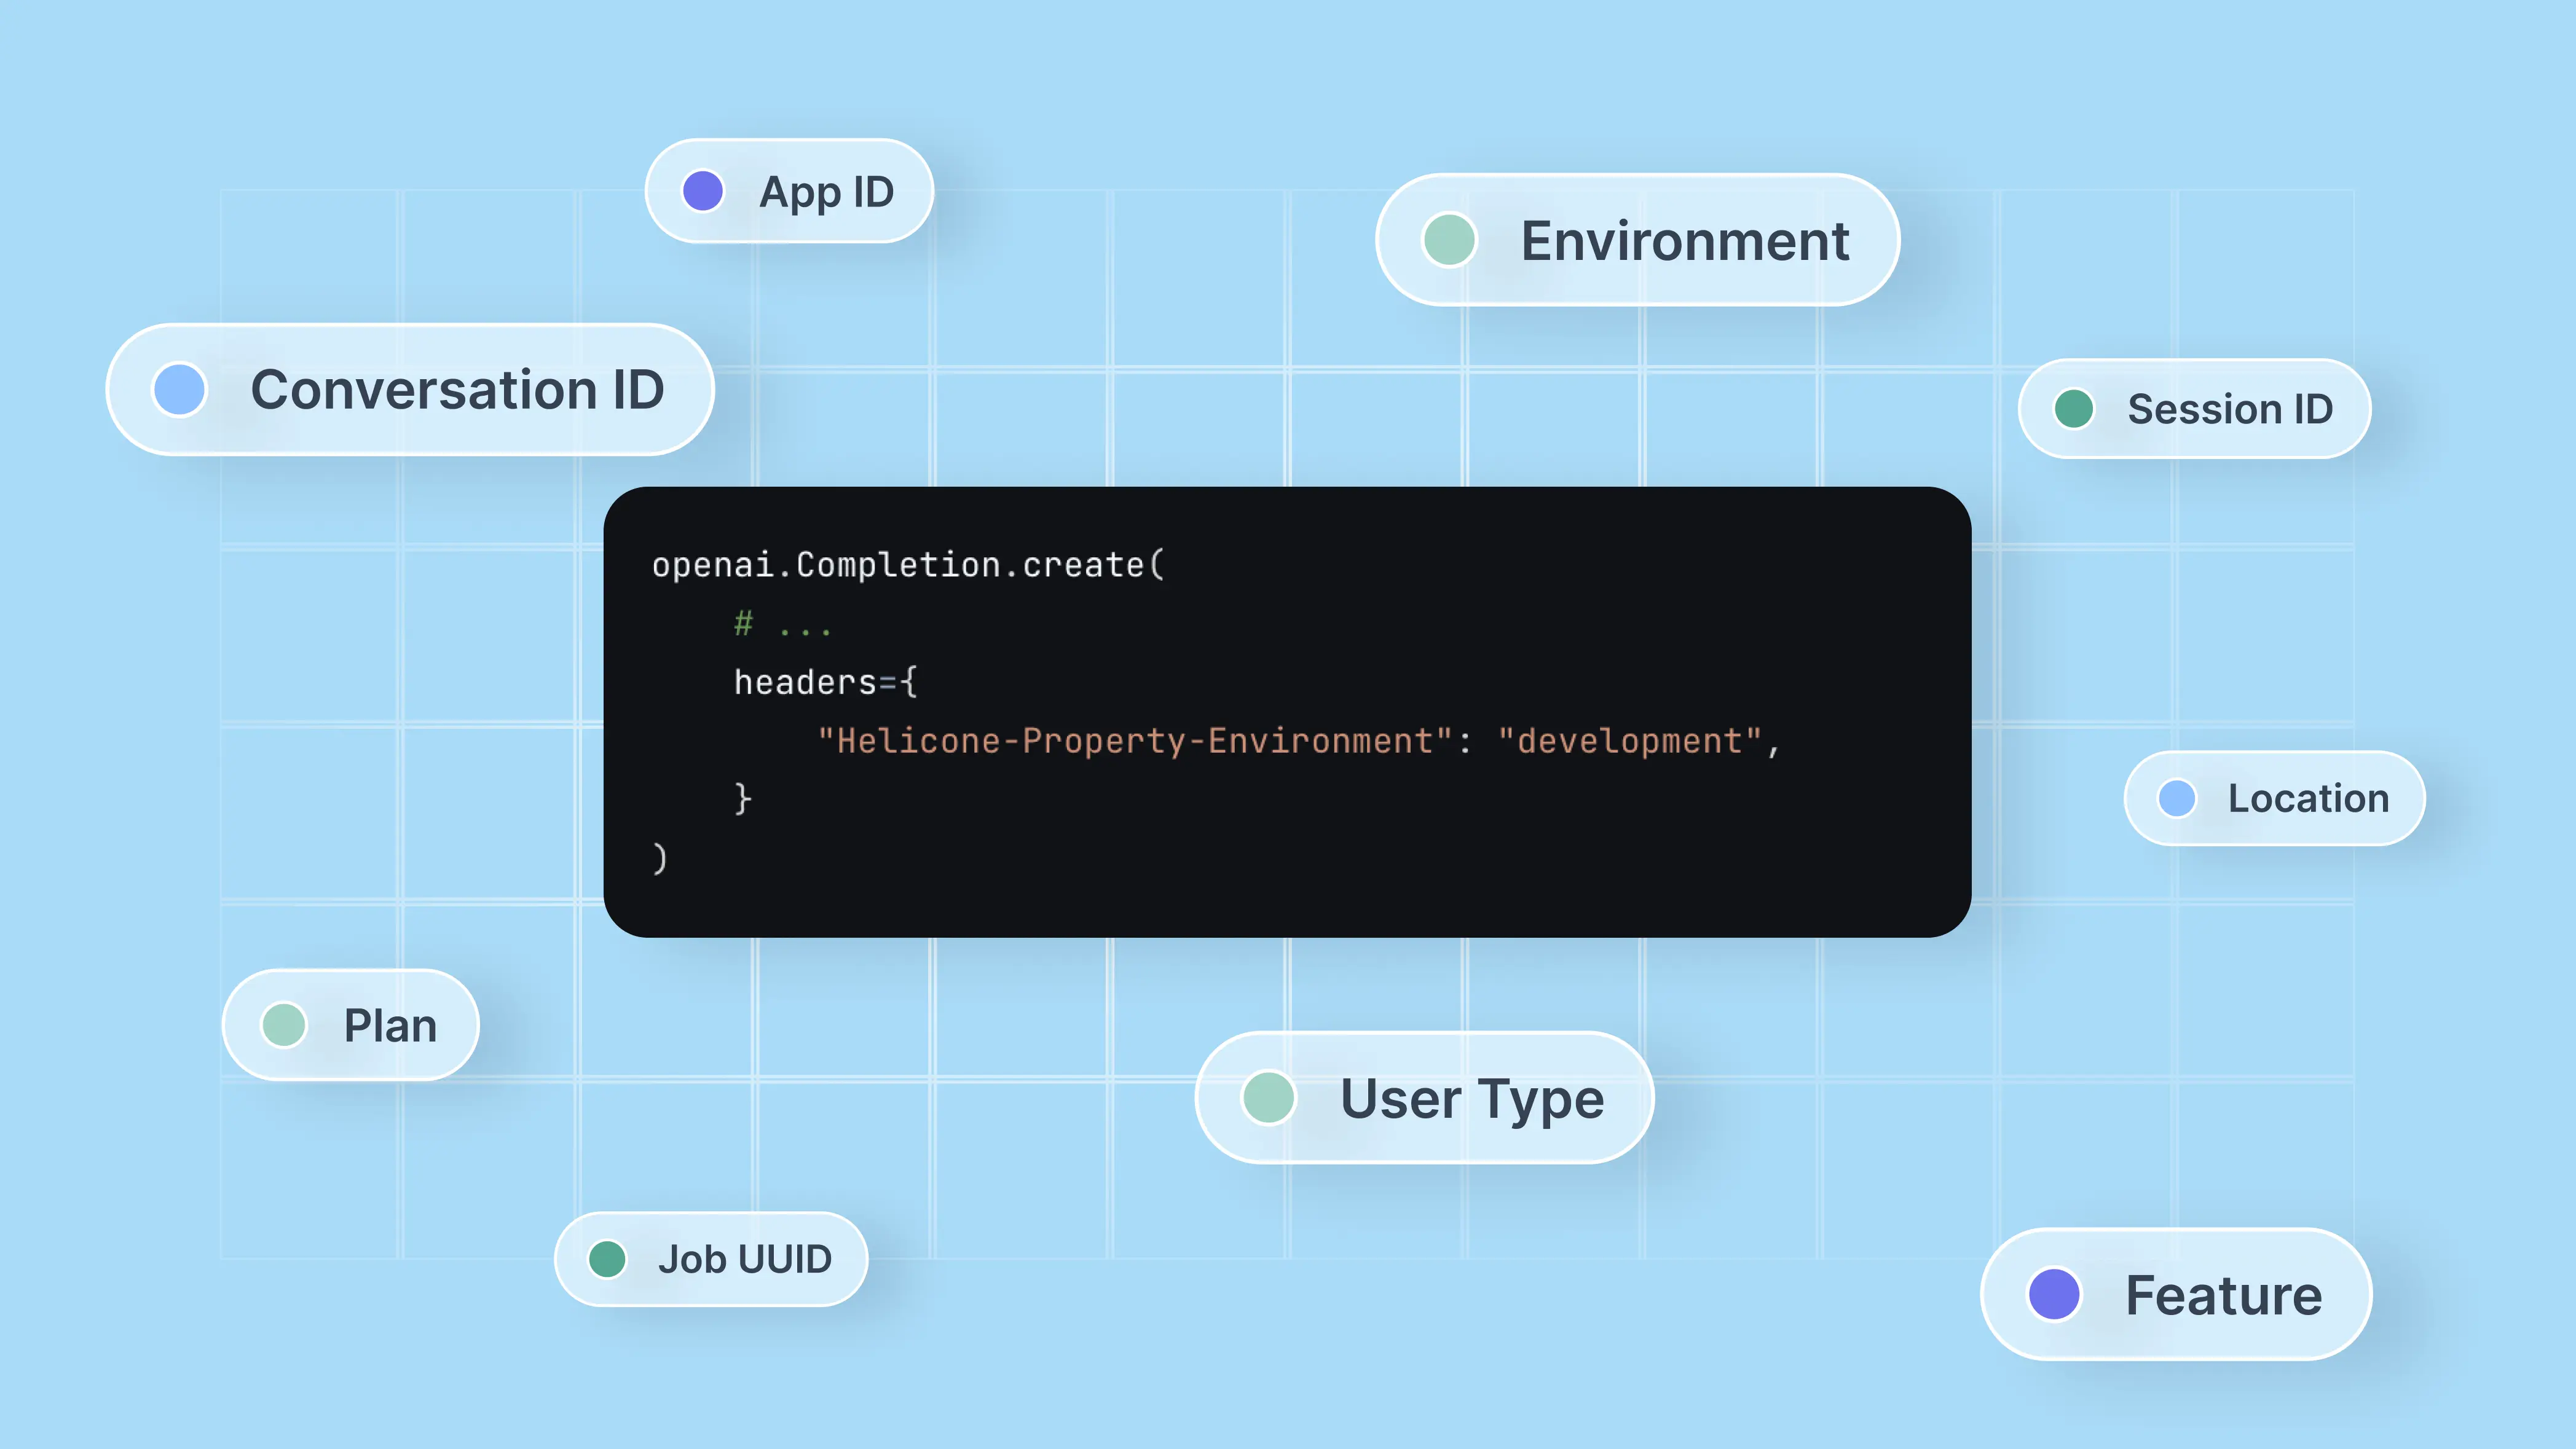 App ID
Environment
Conversation ID
Session ID
openai.Completion.create(
    # ...
    headers={
        "Helicone-Property-Environment": "development",
    }
)
Location
Plan
User Type
Job UUID
Feature